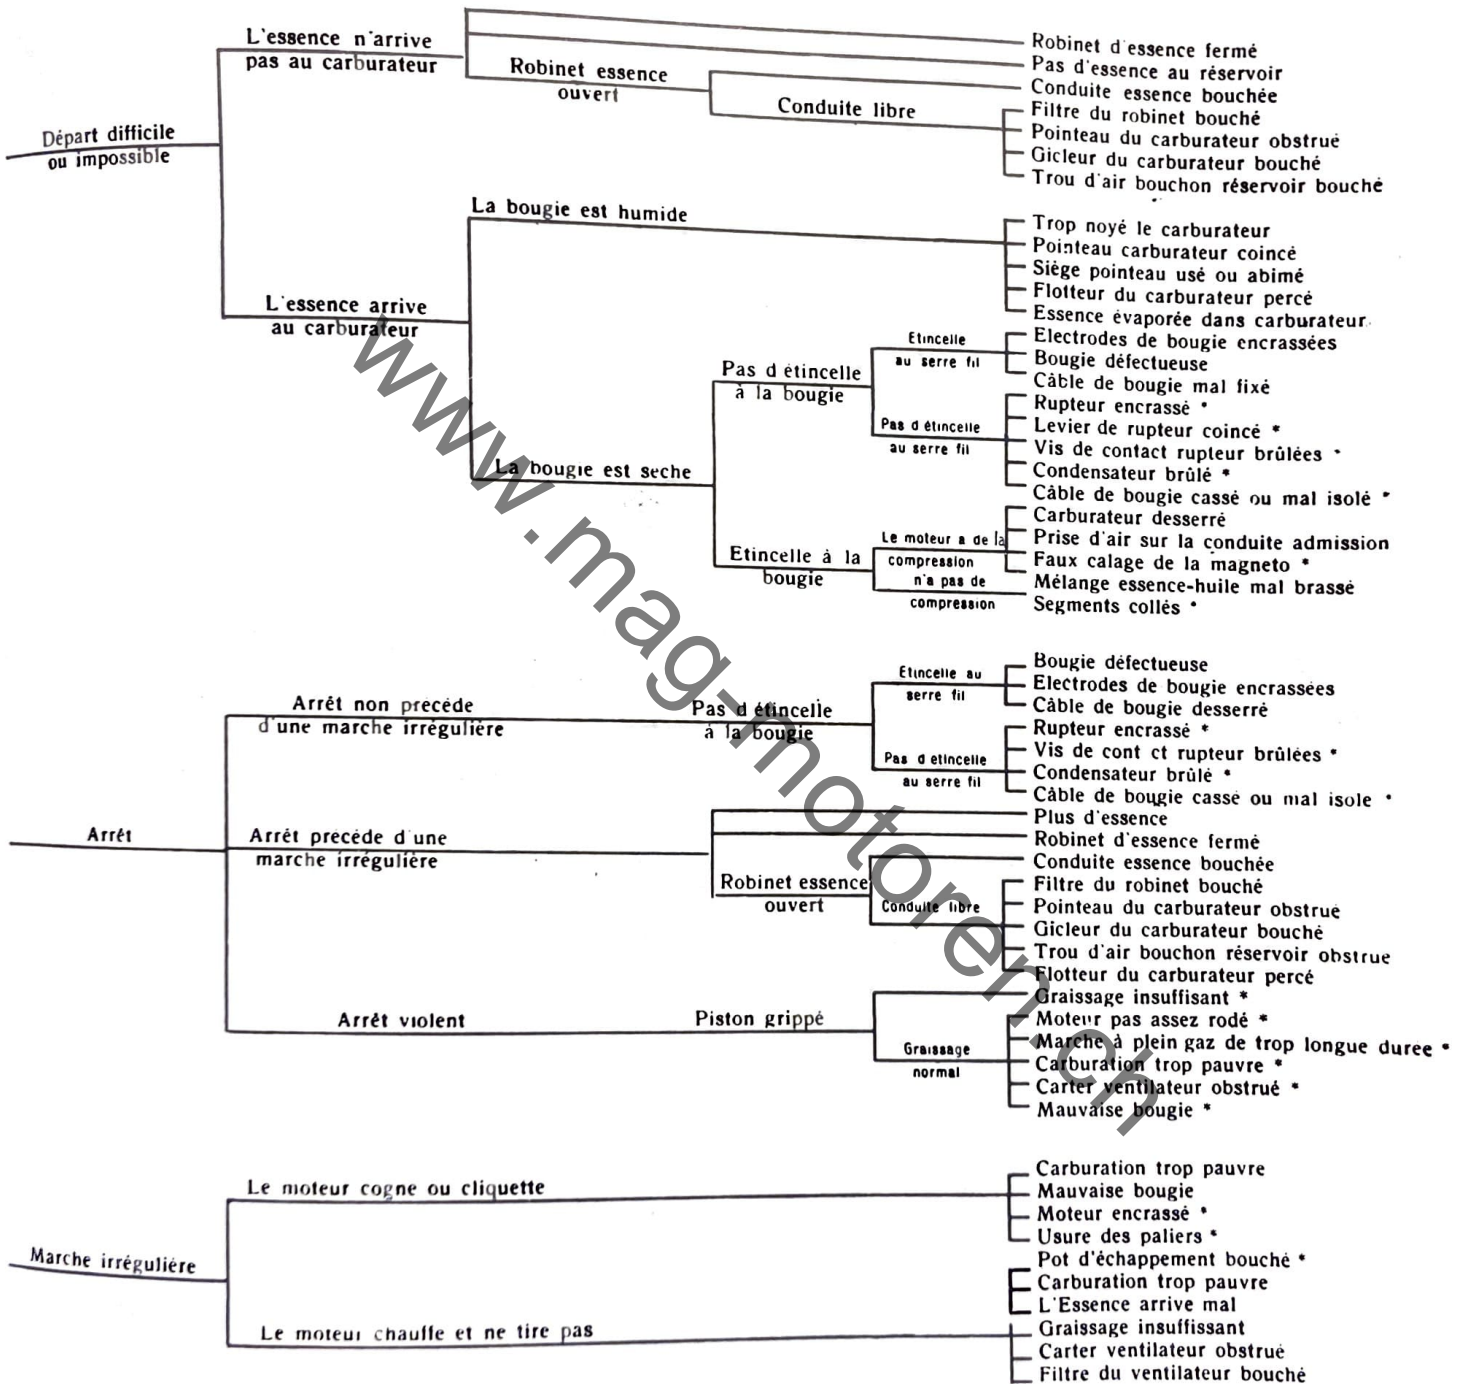 L'essence n'arrive
pas au carburateur
Robinet essence
ouvert
Conduite libre
Départ difficile
ou impossible
Robinet d'essence fermé
Pas d'essence au réservoir
Conduite essence bouchée
Filtre du robinet bouché
Pointeau du carburateur obstrué
Gicleur du carburateur bouché
Trou d'air bouchon réservoir bouché
La bougie est humide
Trop noyé le carburateur
Pointeau carburateur coincé
Siége pointeau usé ou abimé
Flotteur du carburateur percé
Essence évaporée dans carburateur
L'essence arrive
au carburateur
Pas d étincelle
à la bougie
Etincelle
au serre fil
Electrodes de bougie encrassées
Bougie défectueuse
Câble de bougie mal fixé
Pas d étincelle
au serre fil
Rupteur encrassé *
Levier de rupteur coincé *
Vis de contact rupteur brûlées *
Condensateur brûlé *
Câble de bougie cassé ou mal isolé *
La bougie est seche
Etincelle à la
bougie
Le moteur a de la
compression
n'a pas de
compression
Carburateur desserré
Prise d'air sur la conduite admission
Faux calage de la magneto *
Mélange essence-huile mal brassé
Segments collés *
Arrêt
Arrêt non précédé
d'une marche irrégulière
Pas d étincelle
à la bougie
Etincelle au
serre fil
Bougie défectueuse
Electrodes de bougie encrassées
Câble de bougie desserré
Pas d etincelle
au serre fil
Rupteur encrassé *
Vis de cont ct rupteur brûlées *
Condensateur brûlé *
Câble de bougie cassé ou mal isole *
Arrêt précéde d'une
marche irrégulière
Plus d'essence
Robinet d'essence fermé
Robinet essence
ouvert
Conduite essence bouchée
Conduite libre
Filtre du robinet bouché
Pointeau du carburateur obstrué
Gicleur du carburateur bouché
Trou d'air bouchon réservoir obstrue
Flotteur du carburateur percé
Arrêt violent
Piston grippé
Graissage insuffisant *
Graissage
normal
Moteur pas assez rodé *
Marche à plein gaz de trop longue duree *
Carburation trop pauvre *
Carter ventilateur obstrué *
Mauvaise bougie *
Marche irréguliére
Le moteur cogne ou cliquette
Carburation trop pauvre
Mauvaise bougie
Moteur encrassé *
Usure des paliers *
Le moteur chauffe et ne tire pas
Pot d'échappement bouché *
Carburation trop pauvre
L'Essence arrive mal
Graissage insuffissant
Carter ventilateur obstrué
Filtre du ventilateur bouché
www.mag-motoren.ch